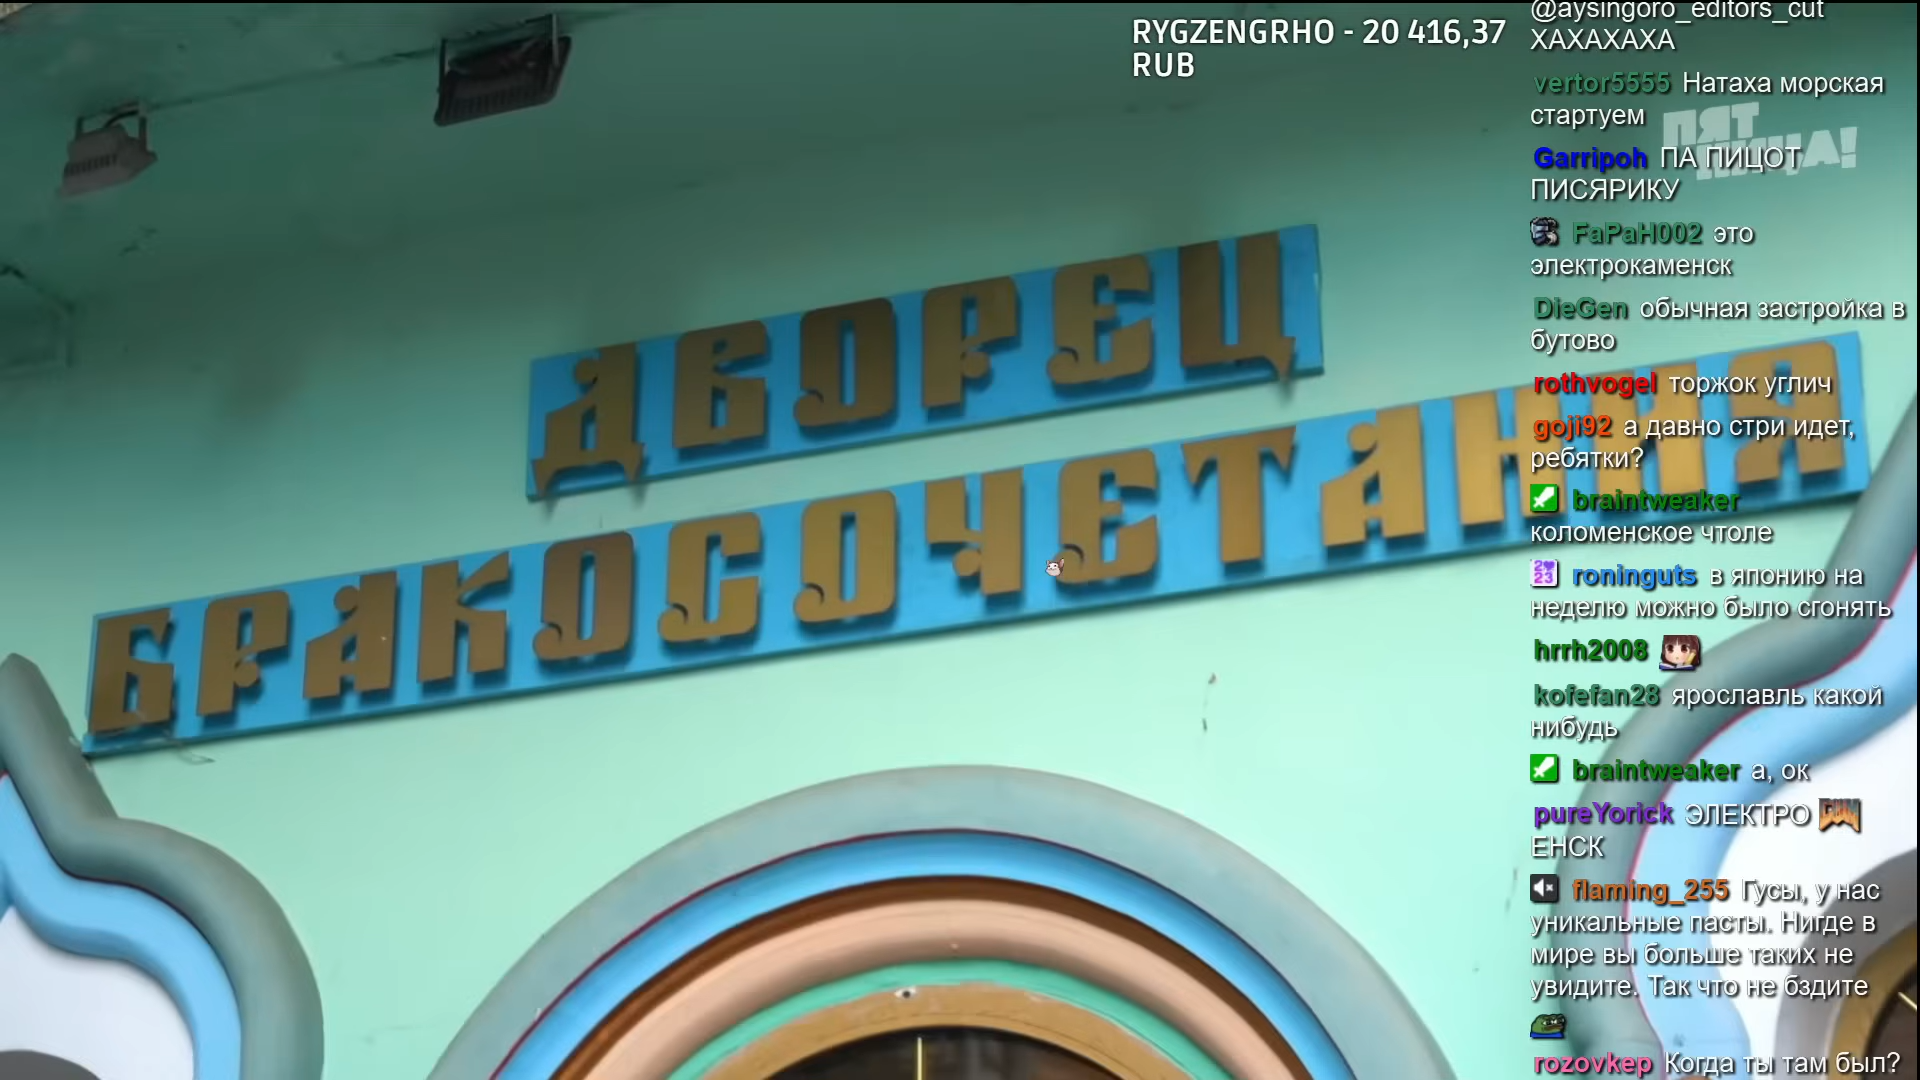 RYGZENGRHO - 20 416,37
RUB
ДВОРЕЦ
БРАКОСОЧЕТАНИЯ
ПЯТ
НИЦА!
@aysingoro_editors_cut
ХАХАХАХА
vertor5555 Натаха морская
стартуем
Garripoh ПА ПИЦОТ
ПИСЯРИКУ
FaPaH002 это
электрокаменск
DieGen обычная застройка в
бутово
rothvogel торжок углич
goji92 а давно стри идет,
ребятки?
braintweaker
коломенское чтоле
roninguts в японию на
неделю можно было сгонять
hrrh2008
kofefan28 ярославль какой
нибудь
braintweaker а, ок
pureYorick ЭЛЕКТРО
ЕНСК
flaming_255 Гусы, у нас
уникальные пасты. Нигде в
мире вы больше таких не
увидите. Так что не бздите
rozovkep Когда ты там был?